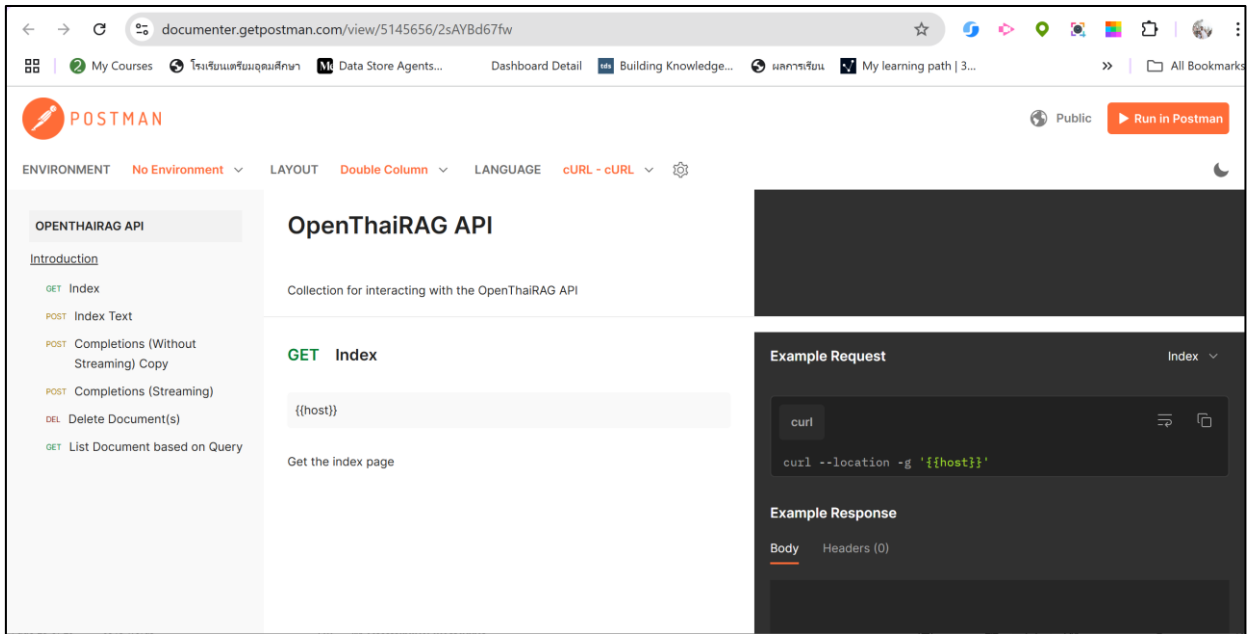 documenter.getpostman.com/view/5145656/2sAYBd67fw
My Courses โรงเรียนเตรียมอุดมศึกษา Data Store Agents... Dashboard Detail tds Building Knowledge... ผลการเรียน My learning path | 3... » All Bookmarks
POSTMAN Public Run in Postman
ENVIRONMENT No Environment LAYOUT Double Column LANGUAGE cURL - cURL
OPENTHAIRAG API
Introduction
GET Index
POST Index Text
POST Completions (Without
Streaming) Copy
POST Completions (Streaming)
DEL Delete Document(s)
GET List Document based on Query
OpenThaiRAG API
Collection for interacting with the OpenThaiRAG API
GET Index
{{host}}
Get the index page
Example Request Index
curl
curl --location -g '{{host}}'
Example Response
Body Headers (0)